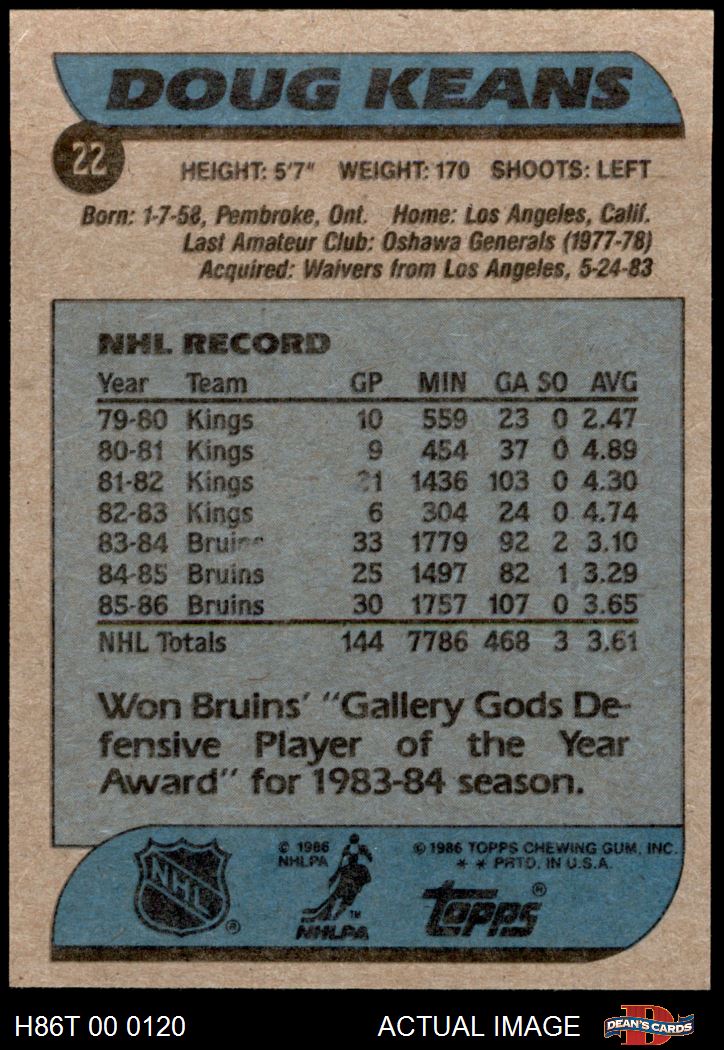 DOUG KEANS
22
HEIGHT: 5'7" WEIGHT: 170 SHOOTS: LEFT
Born: 1-7-58, Pembroke, Ont. Home: Los Angeles, Calif.
Last Amateur Club: Oshawa Generals (1977-78)
Acquired: Waivers from Los Angeles, 5-24-83
NHL RECORD
Year Team GP MIN GA SO AVG
79-80 Kings 10 559 23 0 2.47
80-81 Kings 9 454 37 0 4.89
81-82 Kings 1436 103 0 4.30
82-83 Kings 6 304 24 0 4.74
83-84 Bruins 33 1779 92 2 3.10
84-85 Bruins 25 1497 82 1 3.29
85-86 Bruins 30 1757 107 0 3.65
NHL Totals 144 7786 468 3 3.61
Won Bruins' "Gallery Gods De-
fensive Player of the Year
Award" for 1983-84 season.
NHL ®
© 1986
NHLPA
TM
NHLPA
© 1986 TOPPS CHEWING GUM, INC.
* * PRTD. IN U.S.A.
topps ®
H86T 00 0120 ACTUAL IMAGE D DEAN'S CARDS